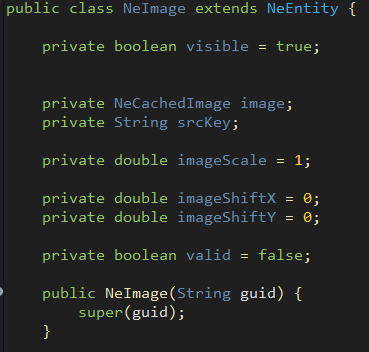 public class NeImage extends NeEntity {
private boolean visible = true;
private NeCachedImage image;
private String srcKey;
private double imageScale = 1;
private double imageShiftX = 0;
private double imageShiftY = 0;
private boolean valid = false;
public NeImage(String guid) {
super(guid);
}